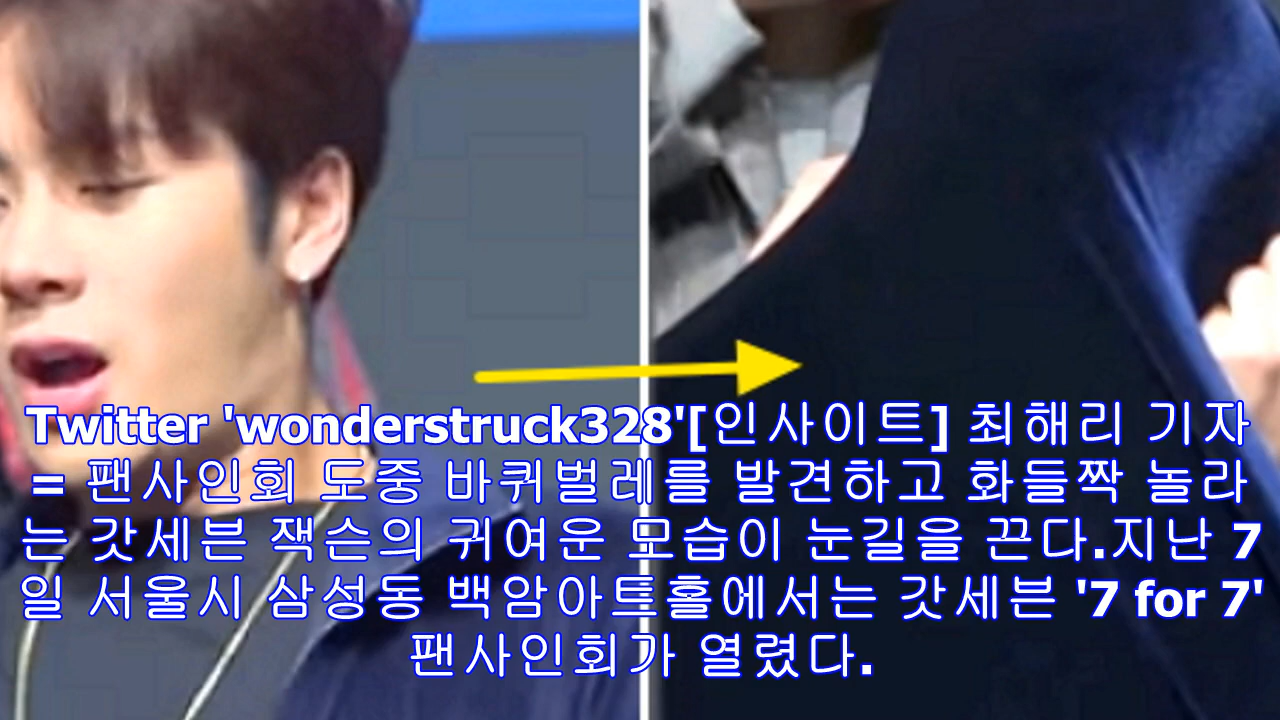 Twitter 'wonderstruck328'[인사이트] 최해리 기자
= 팬사인회 도중 바퀴벌레를 발견하고 화들짝 놀라
는 갓세븐 잭슨의 귀여운 모습이 눈길을 끈다.지난 7
일 서울시 삼성동 백암아트홀에서는 갓세븐 '7 for 7'
팬사인회가 열렸다.